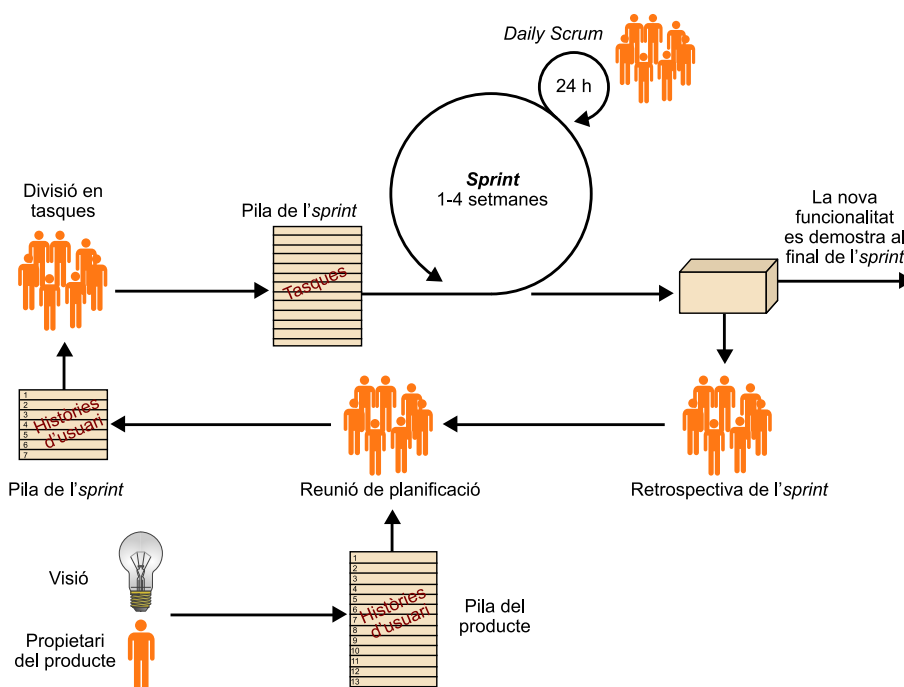 Daily Scrum
24 h
Sprint
1-4 setmanes
Divisió en
tasques
Pila de l’sprint
Tasques
La nova
funcionalitat
es demostra al
final de l’sprint
1
2
3
4
5
6
7
Històries
d'usuari
Pila de l’sprint
Reunió de planificació
Retrospectiva de l’sprint
Visió
Propietari
del producte
1
2
3
4
5
6
7
8
9
10
11
12
13
Històries
d'usuari
Pila del
producte